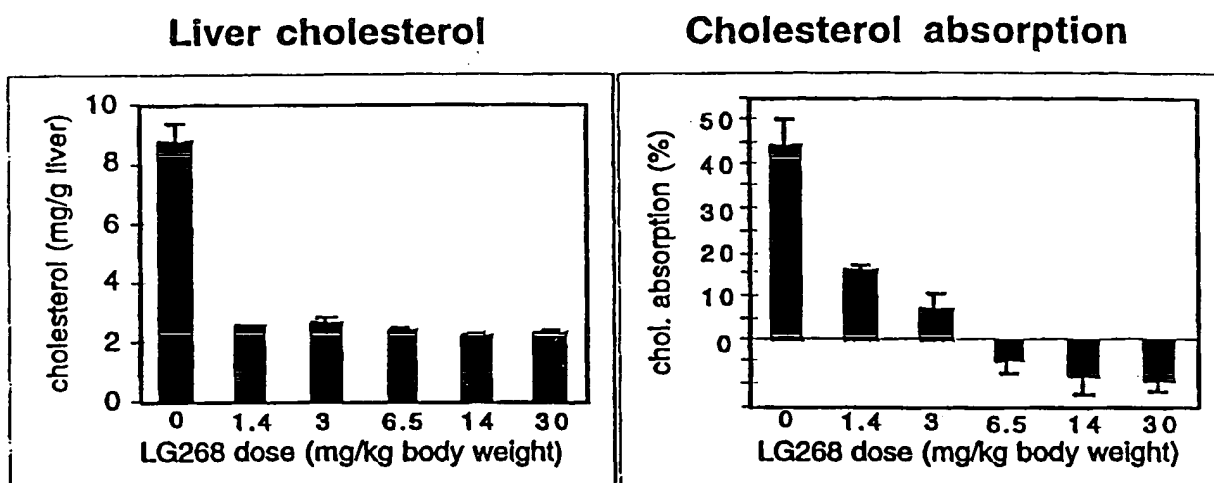 Liver cholesterol
cholesterol (mg/g liver)
10
8
6
4
2
0
0 1.4 3 6.5 14 30
LG268 dose (mg/kg body weight)
Cholesterol absorption
chol. absorption (%)
50
40
30
20
10
0
0 1.4 3 6.5 14 30
LG268 dose (mg/kg body weight)